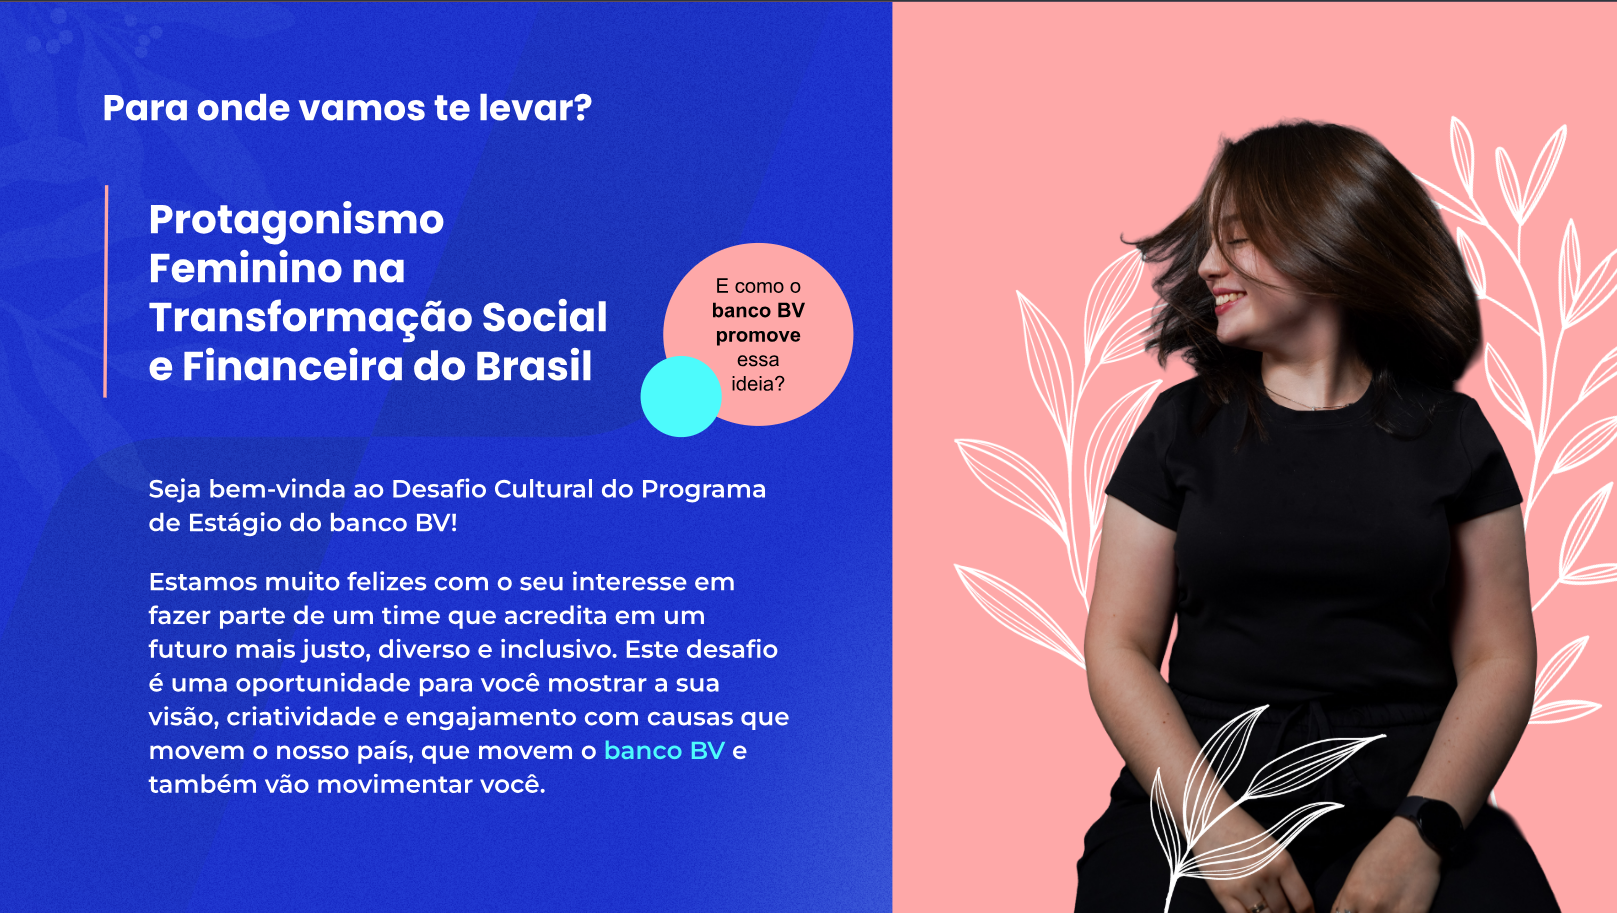 Para onde vamos te levar?
Protagonismo
Feminino na
Transformação Social
e Financeira do Brasil
E como o
banco BV
promove
essa
ideia?
Seja bem-vinda ao Desafio Cultural do Programa
de Estágio do banco BV!
Estamos muito felizes com o seu interesse em
fazer parte de um time que acredita em um
futuro mais justo, diverso e inclusivo. Este desafio
é uma oportunidade para você mostrar a sua
visão, criatividade e engajamento com causas que
movem o nosso país, que movem o banco BV e
também vão movimentar você.